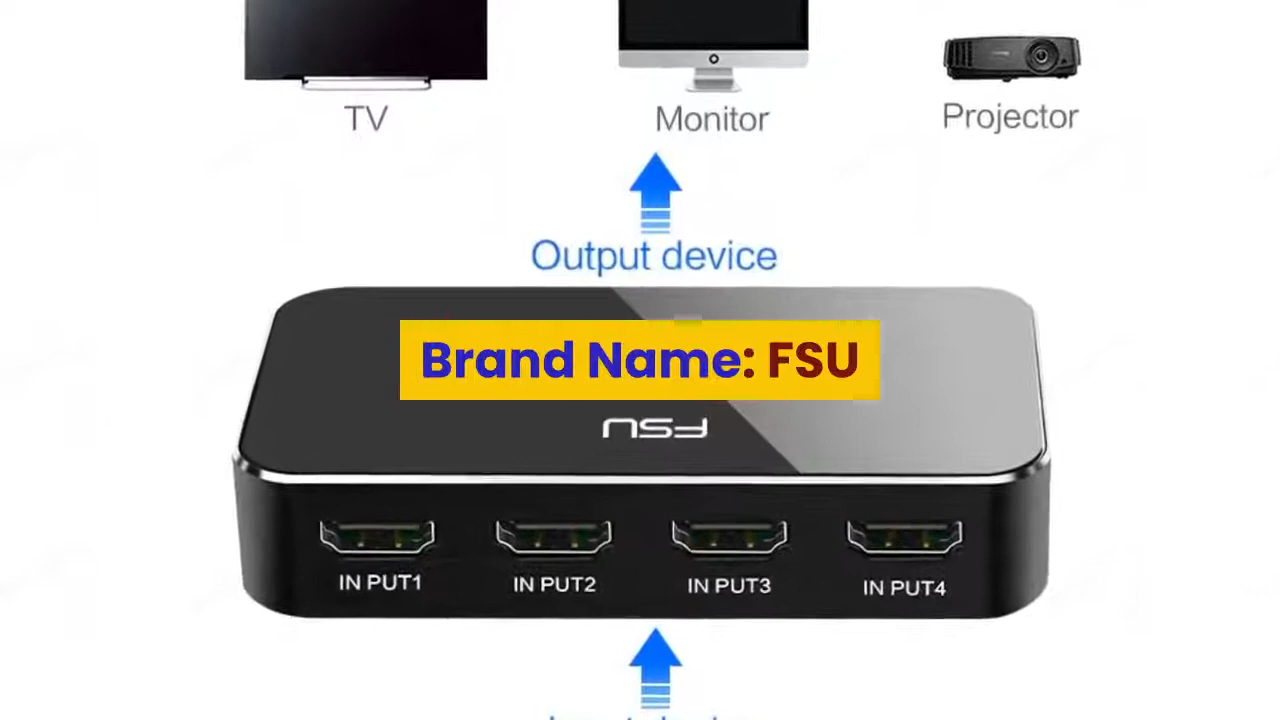 TV
Monitor
Projector
Output device
Brand Name: FSU
FSU
IN PUT1
IN PUT2
IN PUT3
IN PUT4